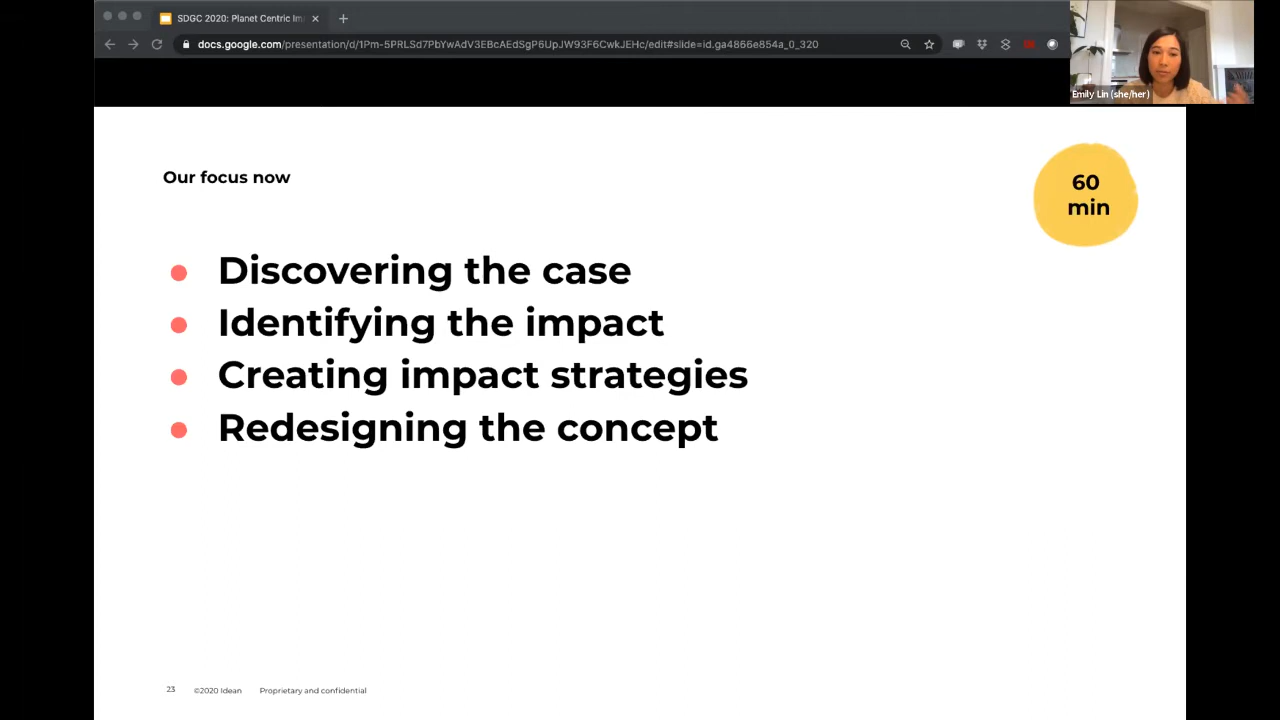 SDGC 2020: Planet Centric Im
docs.google.com/presentation/d/1Pm-5PRLSd7PbYwAdV3EBcAEdSgP6UpJW93F6CwkJEHc/edit#slide=id.ga4866e854a_0_320
Emily Lin (she/her)
Our focus now
60
min
Discovering the case
Identifying the impact
Creating impact strategies
Redesigning the concept
23 ©2020 Idean Proprietary and confidential